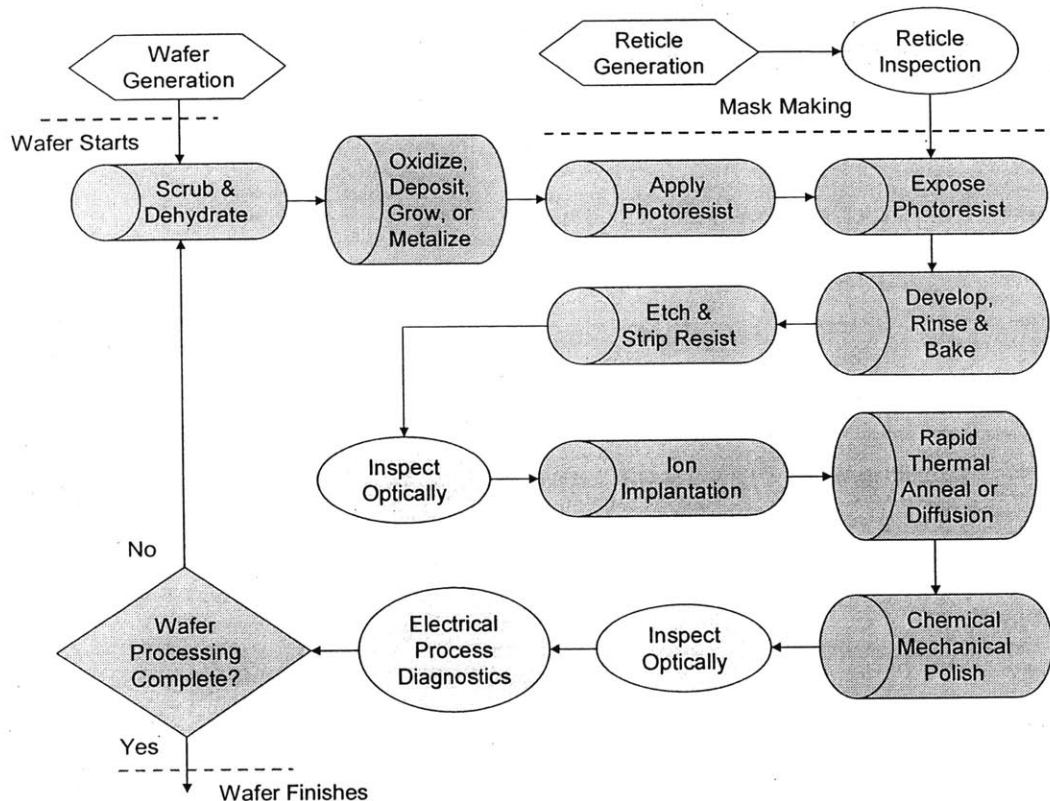 Wafer
Generation
Reticle
Generation
Reticle
Inspection
Mask Making
Wafer Starts
Scrub &
Dehydrate
Oxidize,
Deposit,
Grow, or
Metalize
Apply
Photoresist
Expose
Photoresist
Etch &
Strip Resist
Develop,
Rinse &
Bake
Inspect
Optically
Ion
Implantation
Rapid
Thermal
Anneal or
Diffusion
No
Wafer
Processing
Complete?
Electrical
Process
Diagnostics
Inspect
Optically
Chemical
Mechanical
Polish
Yes
Wafer Finishes